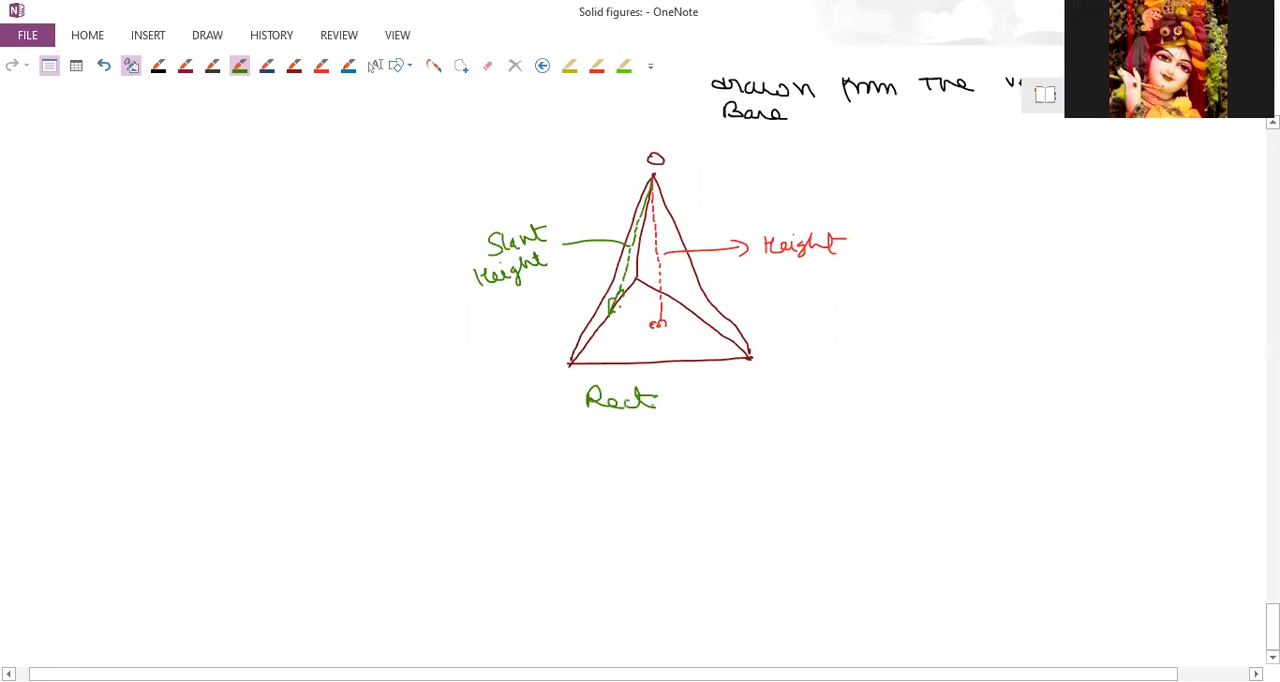 Solid figures: - OneNote
FILE HOME INSERT DRAW HISTORY REVIEW VIEW
drawn from the
Base
O
Slant
Height
Height
m
Rect